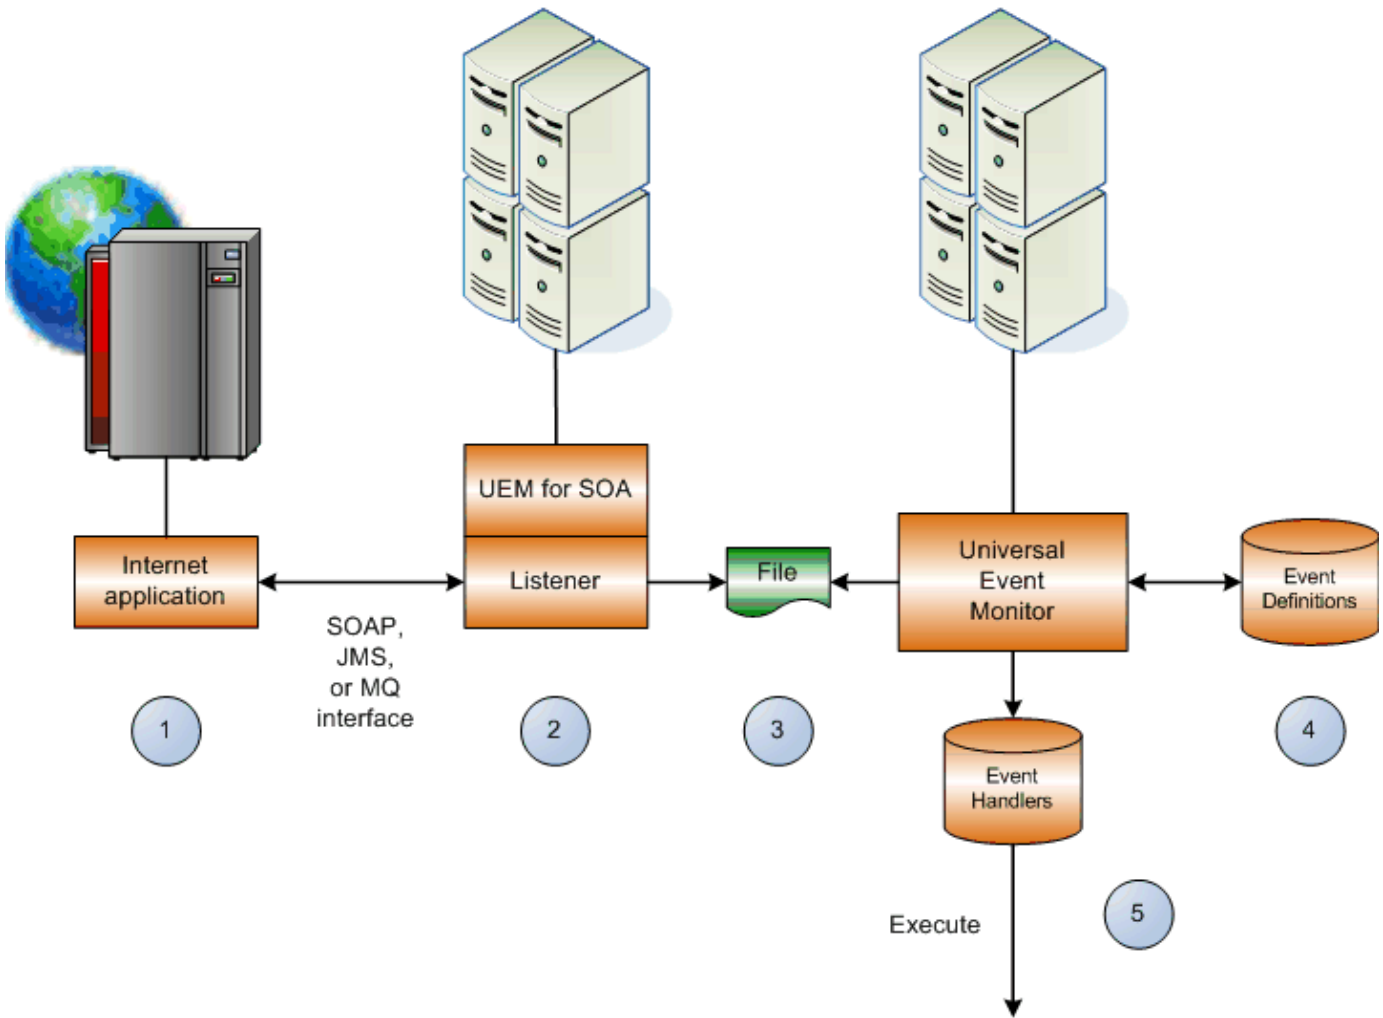 UEM for SOA
Internet
application
Listener
SOAP,
JMS,
or MQ
interface
File
Universal
Event
Monitor
Event
Definitions
1
2
3
4
Event
Handlers
Execute
5